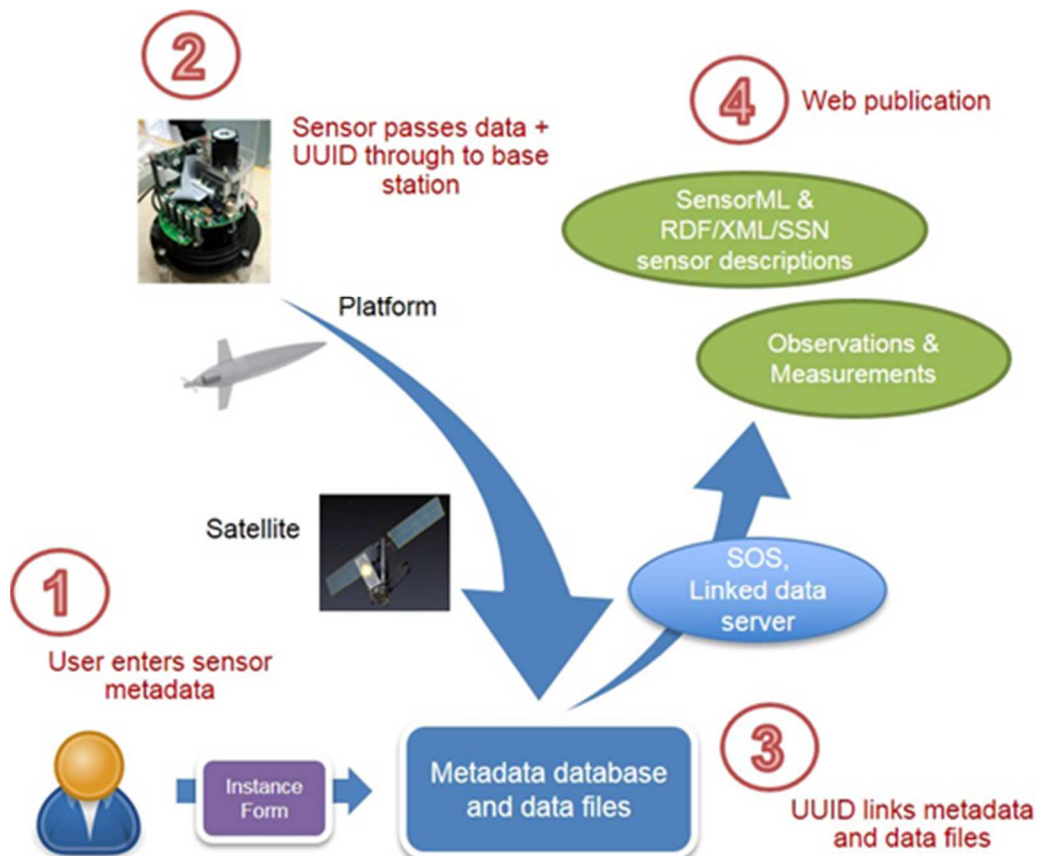 2
Sensor passes data +
UUID through to base
station
4
Web publication
SensorML &
RDF/XML/SSN
sensor descriptions
Platform
Observations &
Measurements
Satellite
SOS,
Linked data
server
1
User enters sensor
metadata
Instance
Form
Metadata database
and data files
3
UUID links metadata
and data files